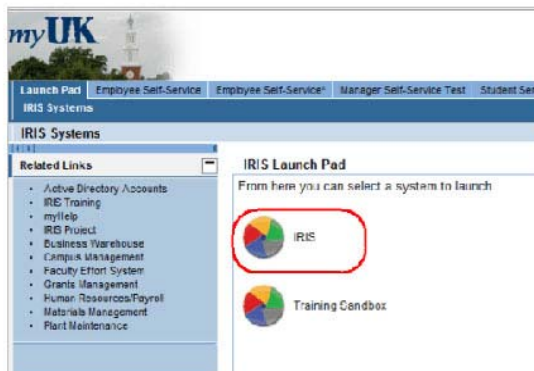 myUK
Launch Pad Employee Self-Service Employee Self-Service* Manager Self-Service Test Student Ser
IRIS Systems
IRIS Systems
Related Links
Active Directory Accounts
IRIS Training
myHelp
IRIS Project
Business Warehouse
Campus Management
Faculty Effort System
Grants Management
Human Resources/Payroll
Materials Management
Plant Maintenance
IRIS Launch Pad
From here you can select a system to launch
IRIS
Training Sandbox